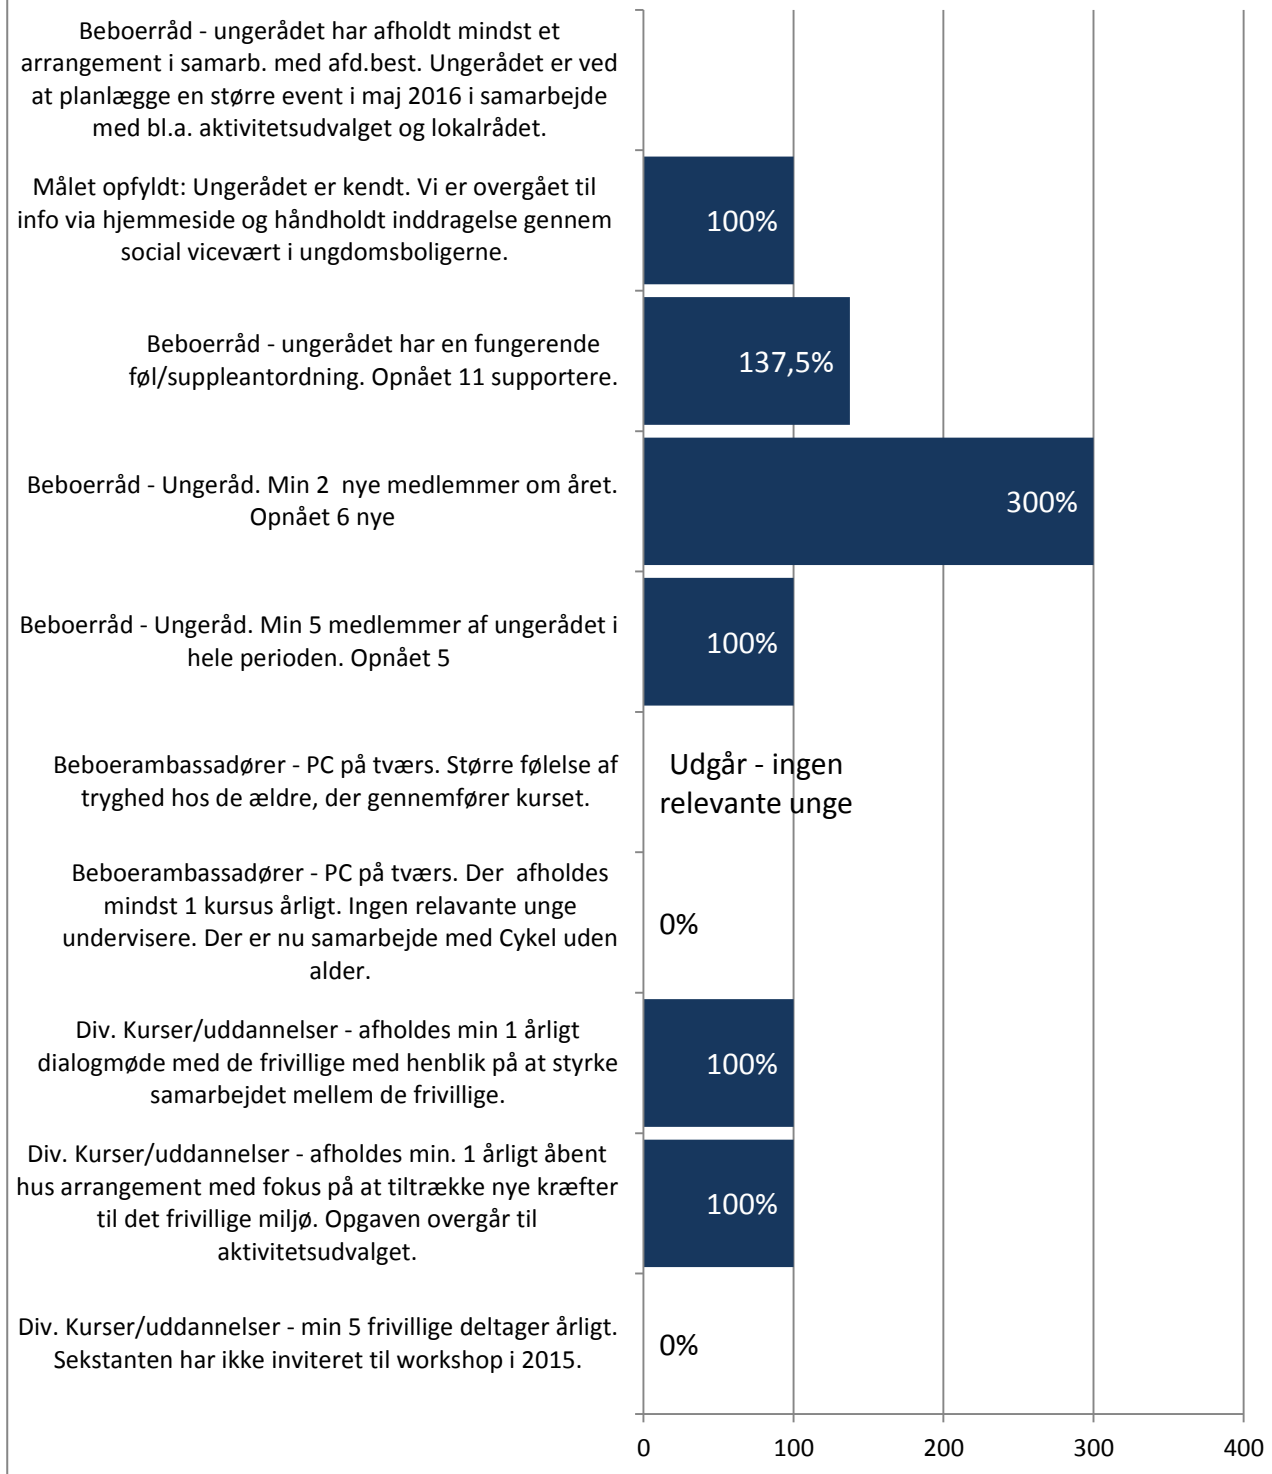 Beboerråd - ungerådet har afholdt mindst et
arrangement i samarb. med afd.best. Ungerådet er ved
at planlægge en større event i maj 2016 i samarbejde
med bl.a. aktivitetsudvalget og lokalrådet.
Målet opfyldt: Ungerådet er kendt. Vi er overgået til
info via hjemmeside og håndholdt inddragelse gennem
social vicevært i ungdomsboligerne.
100%
Beboerråd - ungerådet har en fungerende
føl/suppleantordning. Opnået 11 supportere.
137,5%
Beboerråd - Ungeråd. Min 2  nye medlemmer om året.
Opnået 6 nye
300%
Beboerråd - Ungeråd. Min 5 medlemmer af ungerådet i
hele perioden. Opnået 5
100%
Beboerambassadører - PC på tværs. Større følelse af
tryghed hos de ældre, der gennemfører kurset.
Udgår - ingen
relevante unge
Beboerambassadører - PC på tværs. Der  afholdes
mindst 1 kursus årligt. Ingen relavante unge
undervisere. Der er nu samarbejde med Cykel uden
alder.
0%
Div. Kurser/uddannelser - afholdes min 1 årligt
dialogmøde med de frivillige med henblik på at styrke
samarbejdet mellem de frivillige.
100%
Div. Kurser/uddannelser - afholdes min. 1 årligt åbent
hus arrangement med fokus på at tiltrække nye kræfter
til det frivillige miljø. Opgaven overgår til
aktivitetsudvalget.
100%
Div. Kurser/uddannelser - min 5 frivillige deltager årligt.
Sekstanten har ikke inviteret til workshop i 2015.
0%
0 100 200 300 400